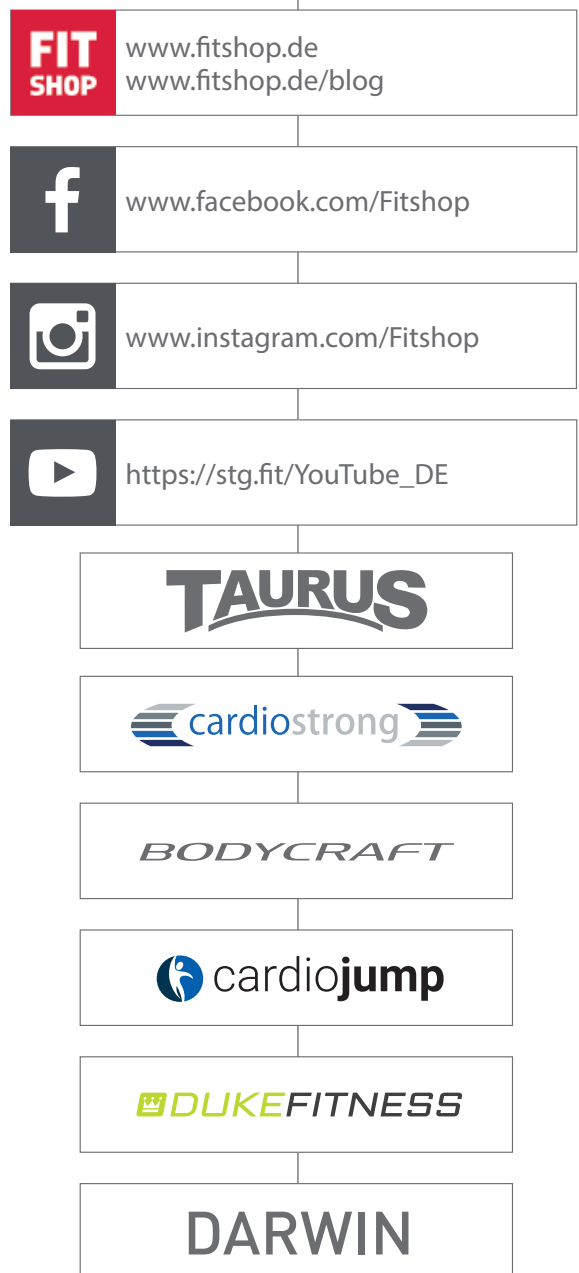 FIT
SHOP
www.fitshop.de
www.fitshop.de/blog
f
www.facebook.com/Fitshop
www.instagram.com/Fitshop
https://stg.fit/YouTube_DE
TAURUS
cardiostrong
BODYCRAFT
cardiojump
DUKEFITNESS
DARWIN